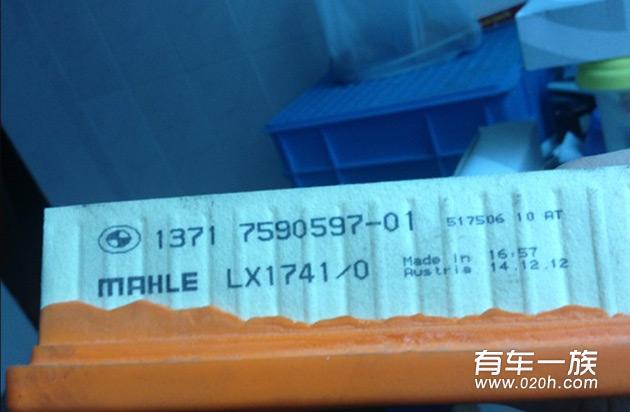 1371 7590597-01 517506 10 AT
MAHLE LX1741/0 Made in Austria 16:57 14.12.12
有车一族
www.020h.com